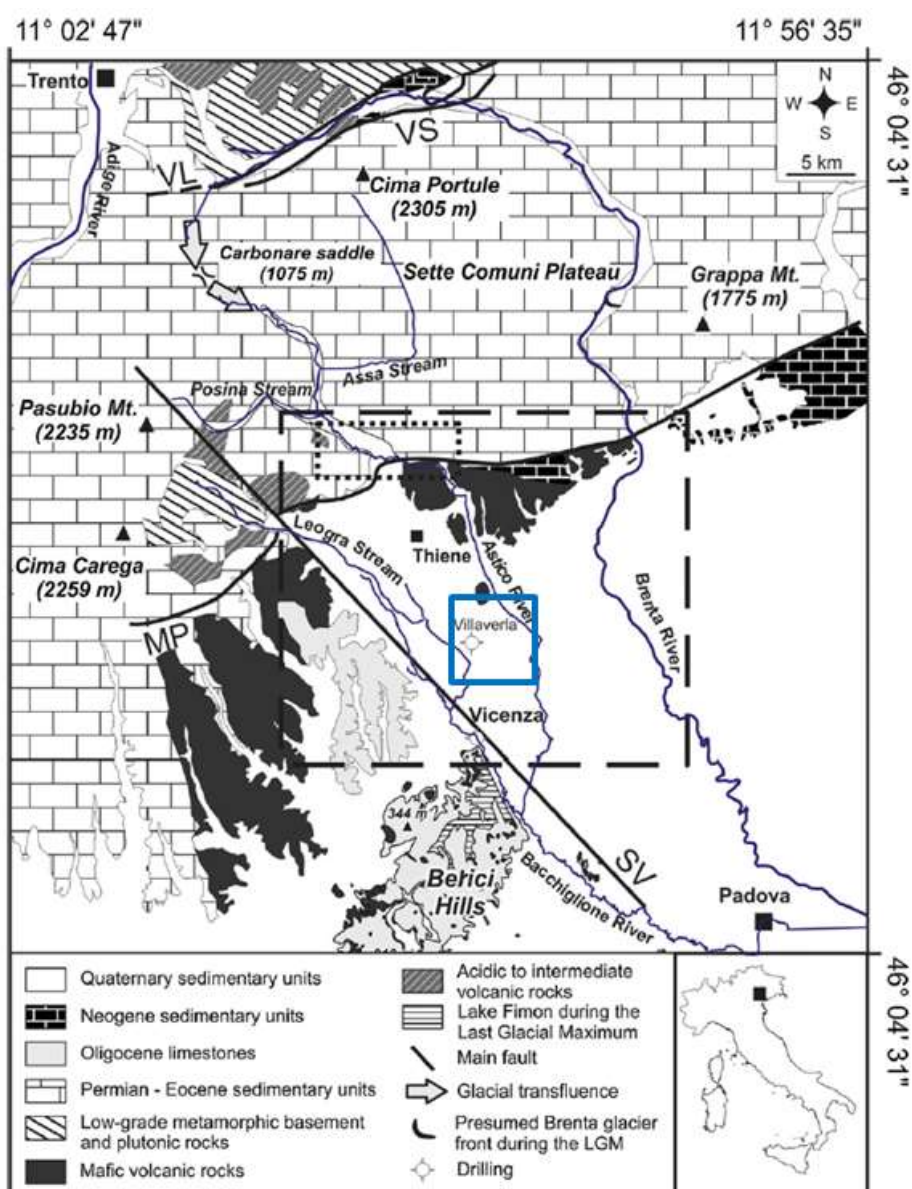 11° 02' 47"
11° 56' 35"
Trento
N
W E
S
5 km
46° 04' 31"
Adige River
VL
VS
Cima Portule
(2305 m)
Carbonare saddle
(1075 m)
Sette Comuni Plateau
Grappa Mt.
(1775 m)
Assa Stream
Posina Stream
Pasubio Mt.
(2235 m)
Leogra Stream
Thiene
Astico River
Cima Carega
(2259 m)
Brenta River
MP
Villaverla
Vicenza
344 m
SV
Berici
Hills
Bacchiglione River
Padova
46° 04' 31"
Quaternary sedimentary units
Neogene sedimentary units
Oligocene limestones
Permian - Eocene sedimentary units
Low-grade metamorphic basement
and plutonic rocks
Mafic volcanic rocks
Acidic to intermediate
volcanic rocks
Lake Fimon during the
Last Glacial Maximum
Main fault
Glacial transfluence
Presumed Brenta glacier
front during the LGM
Drilling